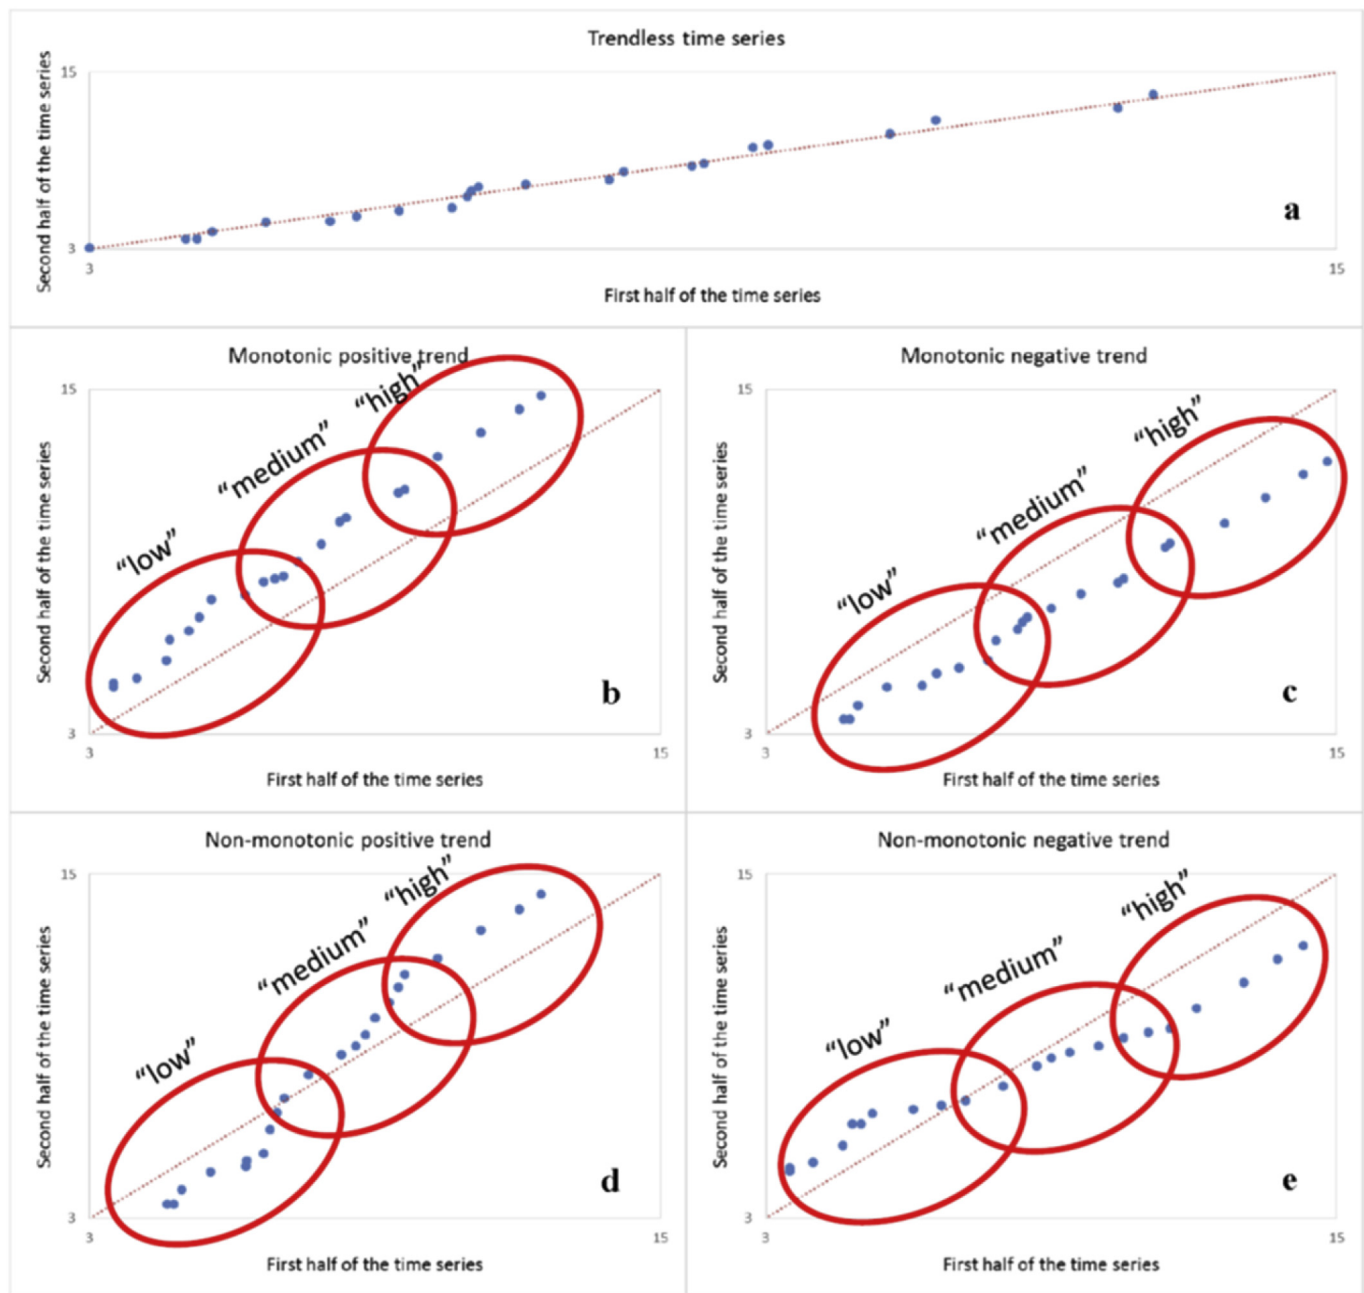 Trendless time series
Second half of the time series
15
3
3
15
First half of the time series
a
Monotonic positive trend
Second half of the time series
15
3
3
15
First half of the time series
“low”
“medium”
“high”
b
Monotonic negative trend
Second half of the time series
15
3
3
15
First half of the time series
“low”
“medium”
“high”
c
Non-monotonic positive trend
Second half of the time series
15
3
3
15
First half of the time series
“low”
“medium”
“high”
d
Non-monotonic negative trend
Second half of the time series
15
3
3
15
First half of the time series
“low”
“medium”
“high”
e